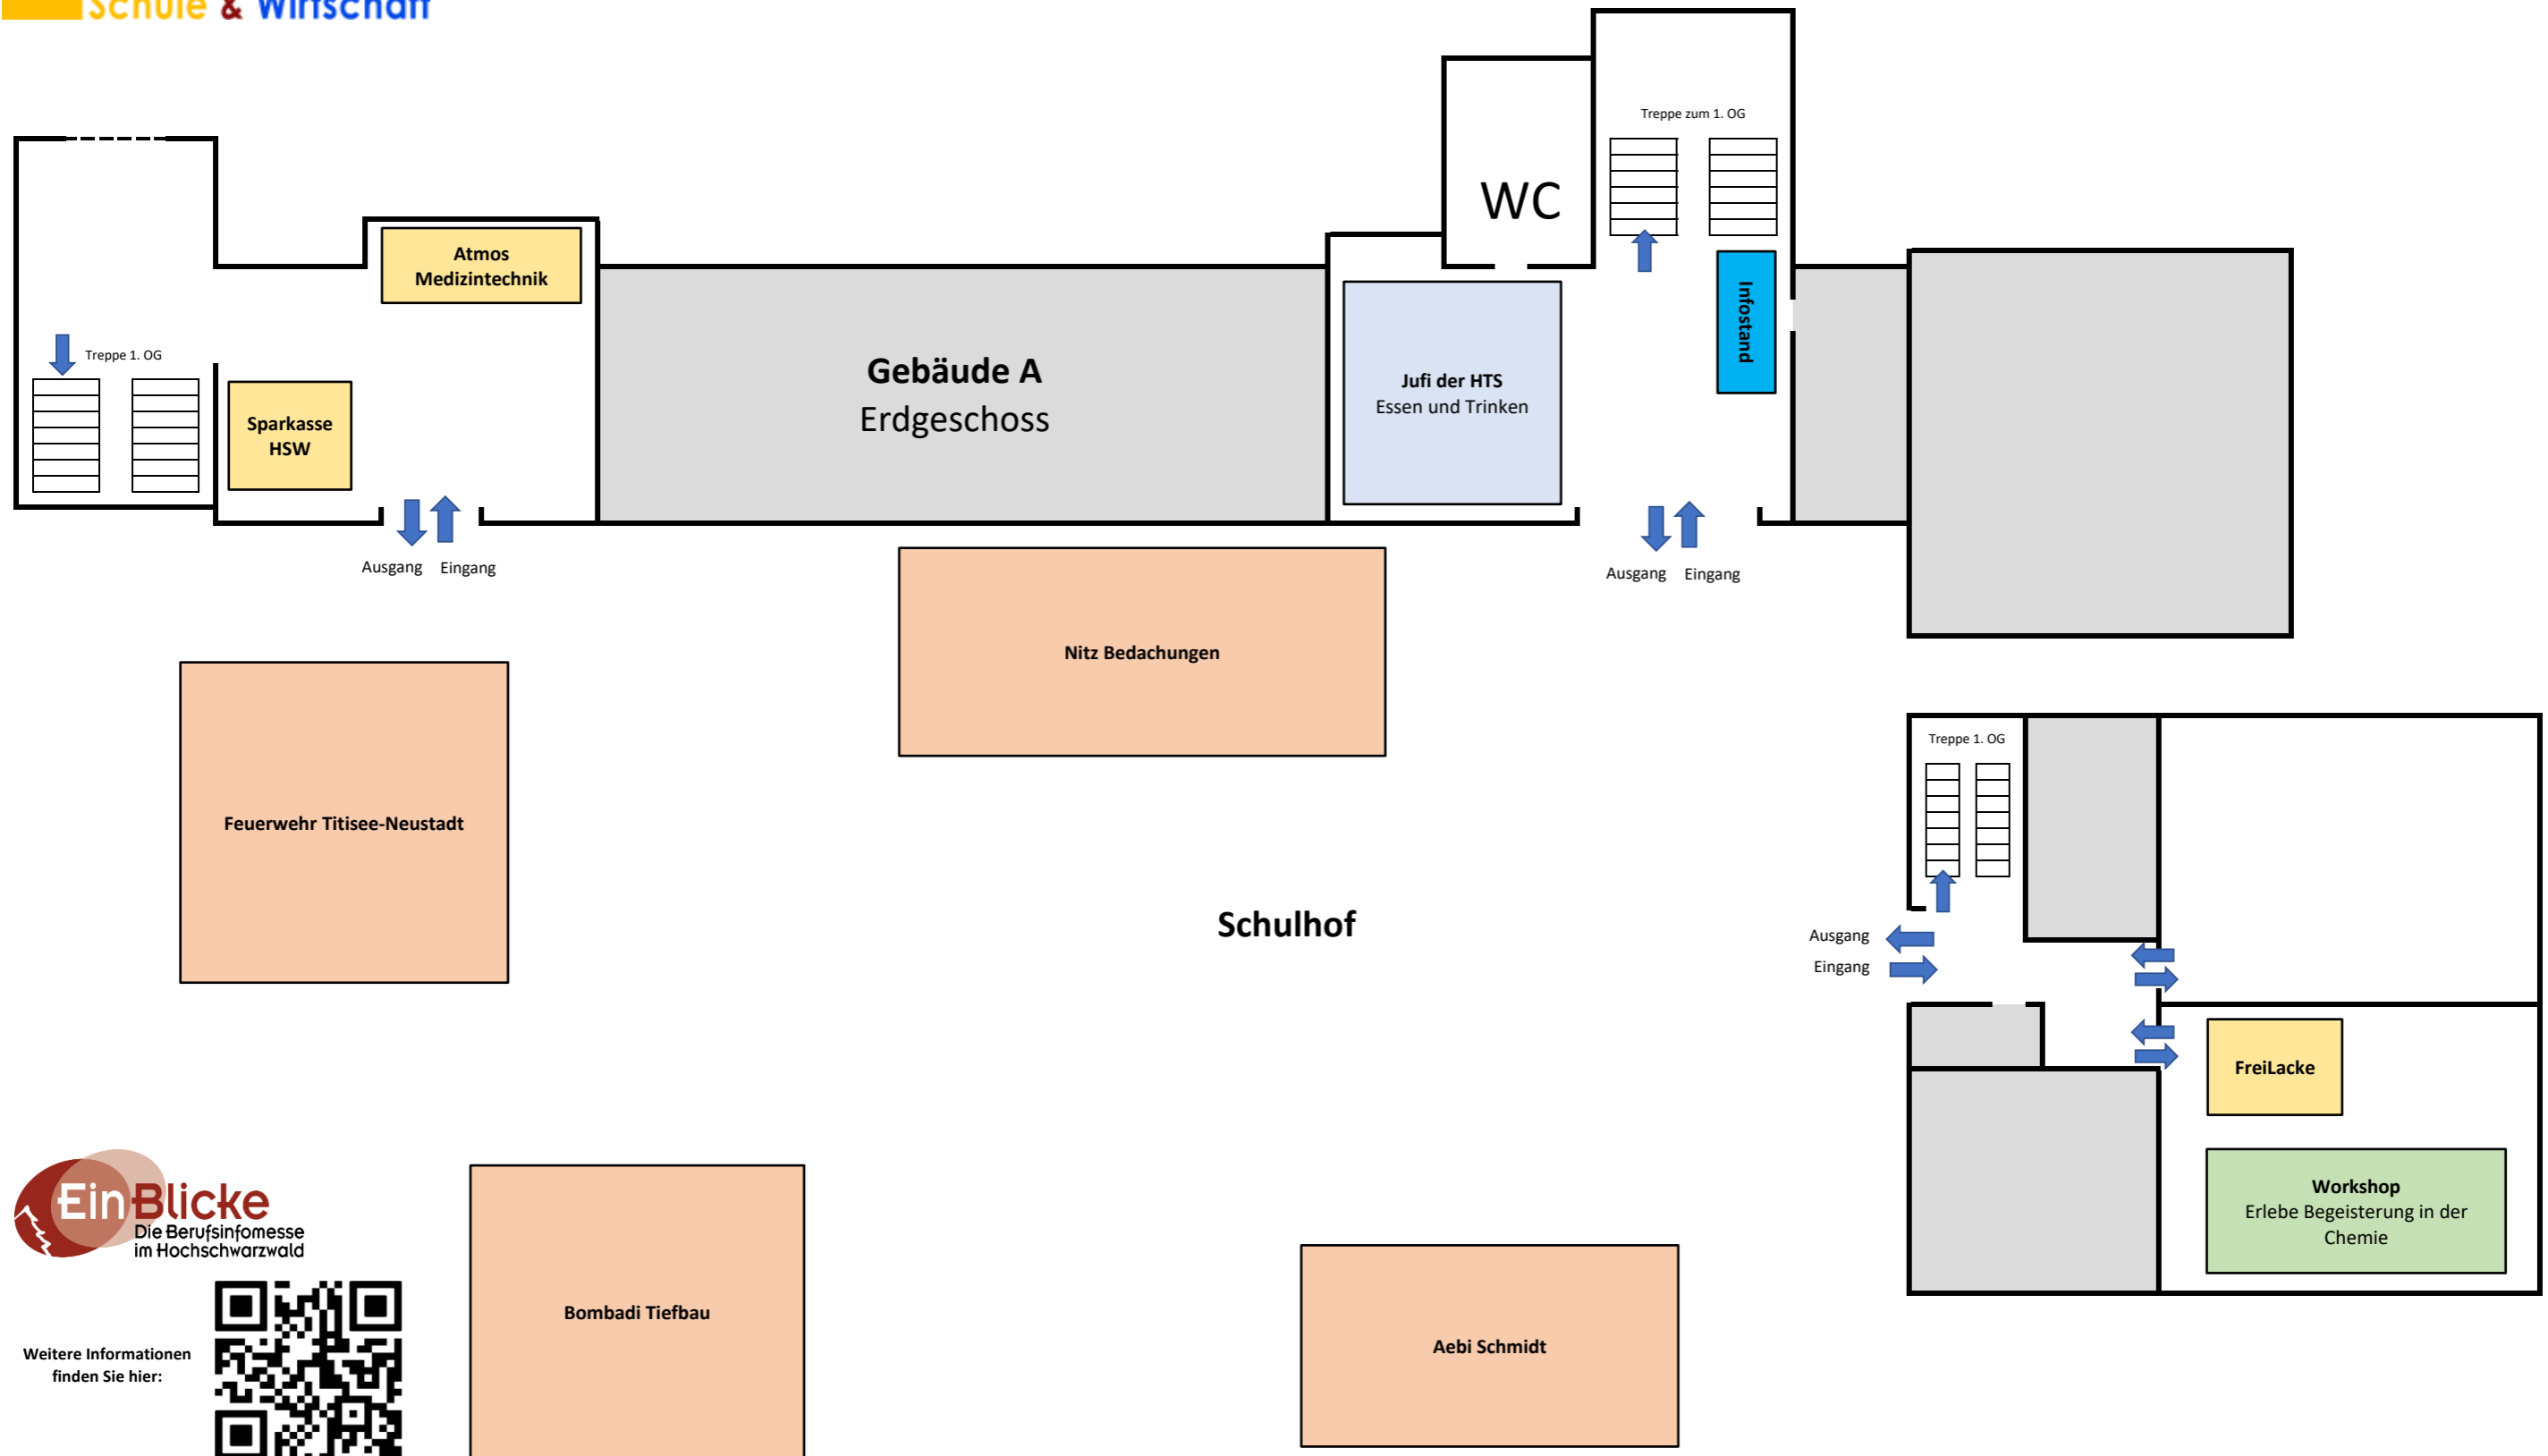 Schule & Wirtschaft
Treppe zum 1. OG
WC
Atmos
Medizintechnik
Infostand
Treppe 1. OG
Gebäude A
Erdgeschoss
Jufi der HTS
Essen und Trinken
Sparkasse
HSW
Ausgang Eingang
Ausgang Eingang
Nitz Bedachungen
Treppe 1. OG
Feuerwehr Titisee-Neustadt
Schulhof
Ausgang
Eingang
FreiLacke
Workshop
Erlebe Begeisterung in der
Chemie
EinBlicke
Die Berufsinfomesse
im Hochschwarzwald
Bombadi Tiefbau
Aebi Schmidt
Weitere Informationen
finden Sie hier: